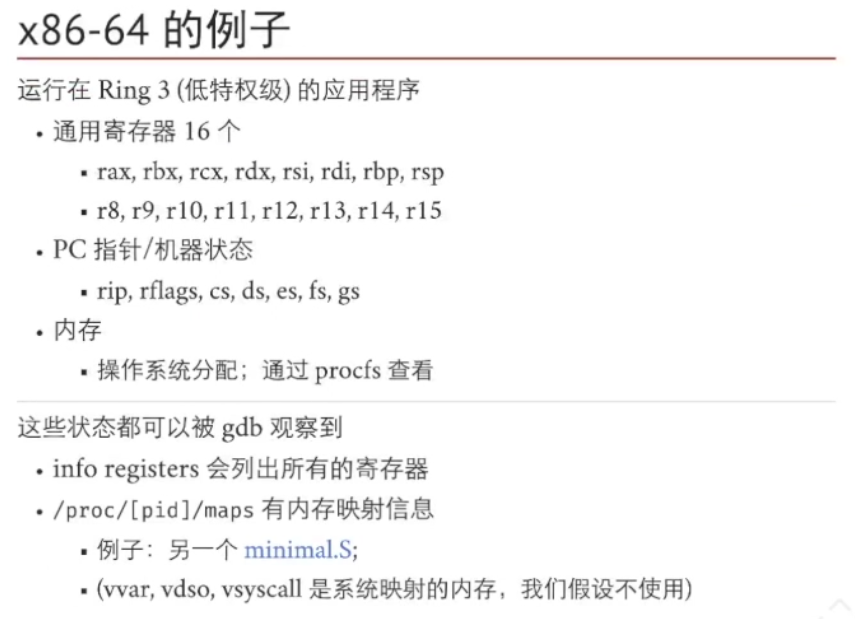 x86-64 的例子
运行在 Ring 3 (低特权级) 的应用程序
• 通用寄存器 16 个
▪ rax, rbx, rcx, rdx, rsi, rdi, rbp, rsp
▪ r8, r9, r10, r11, r12, r13, r14, r15
• PC 指针/机器状态
▪ rip, rflags, cs, ds, es, fs, gs
• 内存
▪ 操作系统分配；通过 procfs 查看
这些状态都可以被 gdb 观察到
• info registers 会列出所有的寄存器
• /proc/[pid]/maps 有内存映射信息
▪ 例子：另一个 minimal.S;
▪ (vvar, vdso, vsyscall 是系统映射的内存，我们假设不使用)